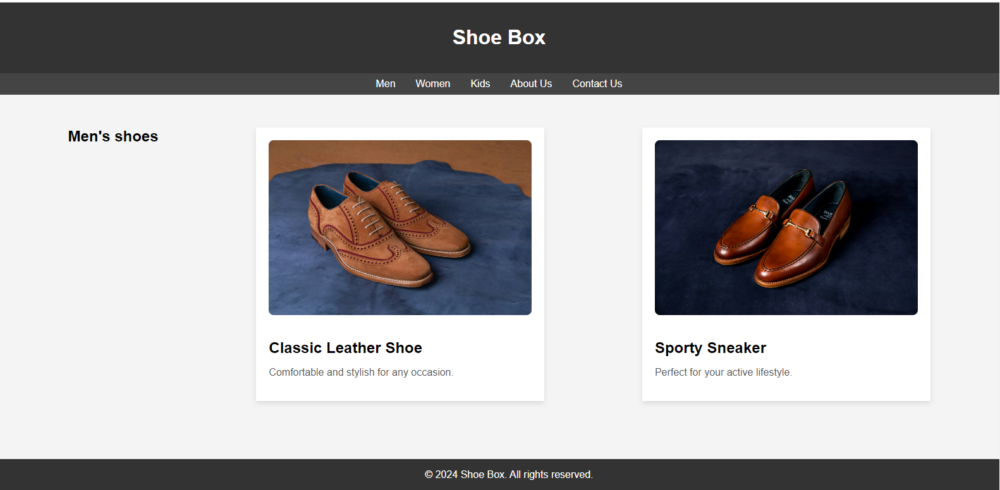 Shoe Box
Men Women Kids About Us Contact Us
Men's shoes
Classic Leather Shoe
Comfortable and stylish for any occasion.
Sporty Sneaker
Perfect for your active lifestyle.
© 2024 Shoe Box. All rights reserved.